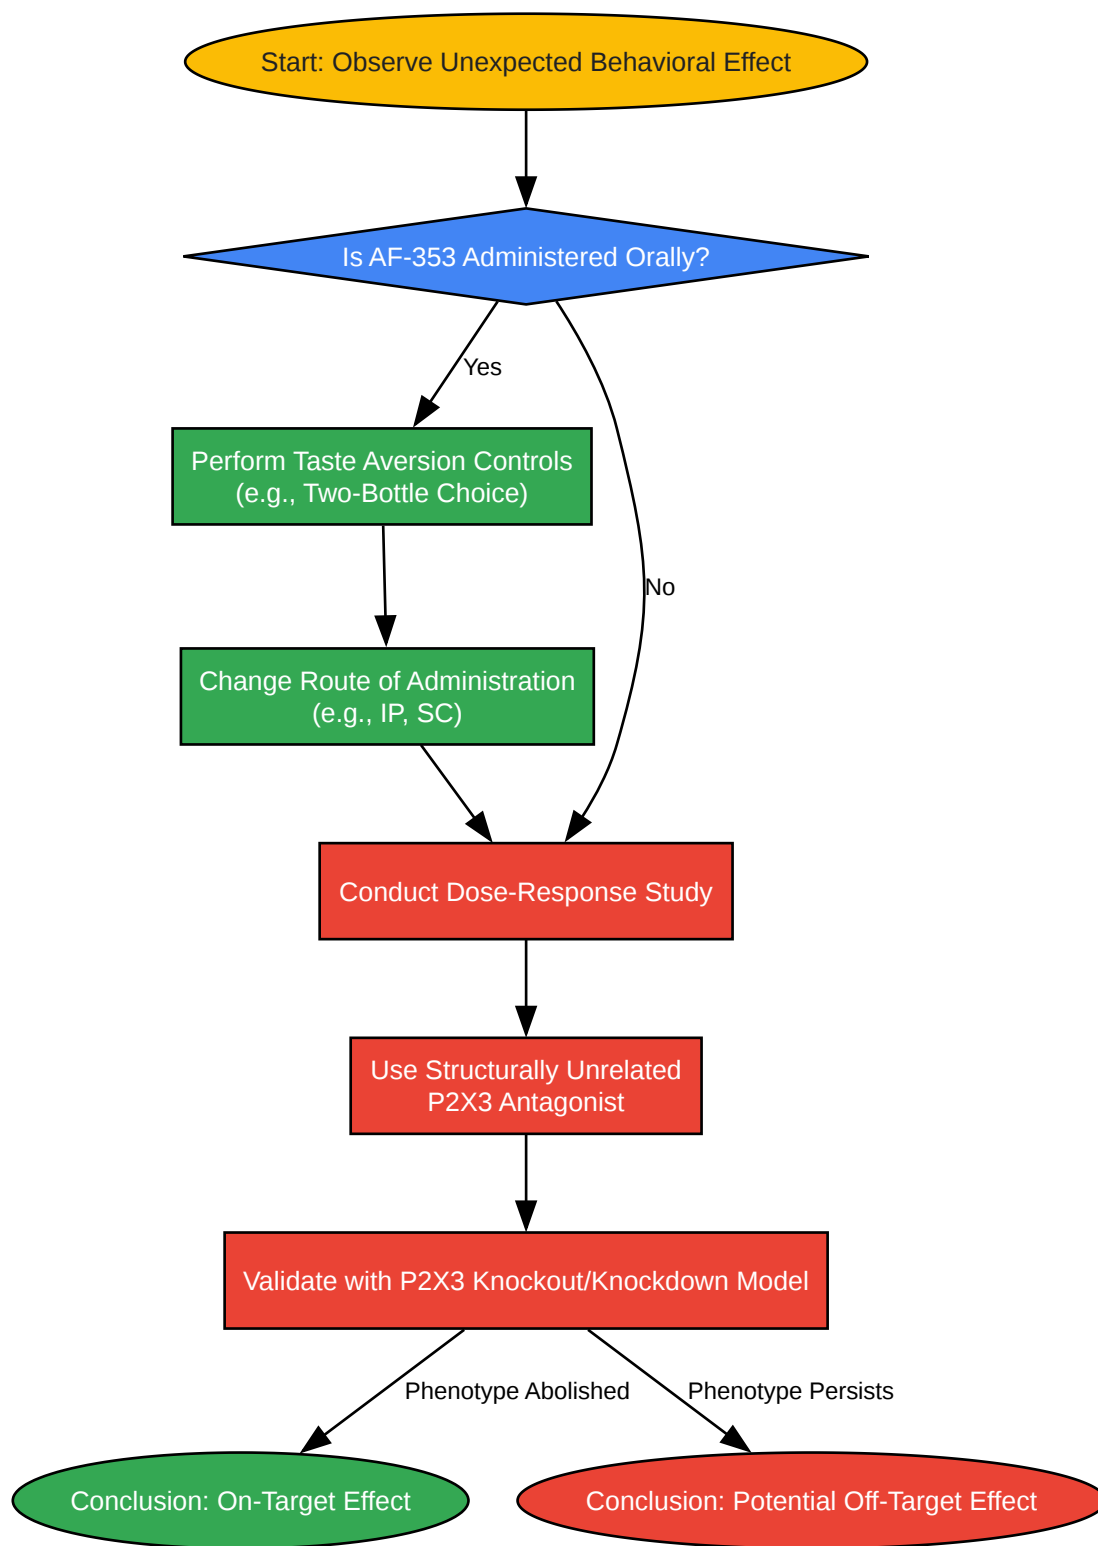 Start: Observe Unexpected Behavioral Effect
Is AF-353 Administered Orally?
Yes
Perform Taste Aversion Controls
(e.g., Two-Bottle Choice)
No
Change Route of Administration
(e.g., IP, SC)
Conduct Dose-Response Study
Use Structurally Unrelated
P2X3 Antagonist
Validate with P2X3 Knockout/Knockdown Model
Phenotype Abolished
Phenotype Persists
Conclusion: On-Target Effect
Conclusion: Potential Off-Target Effect